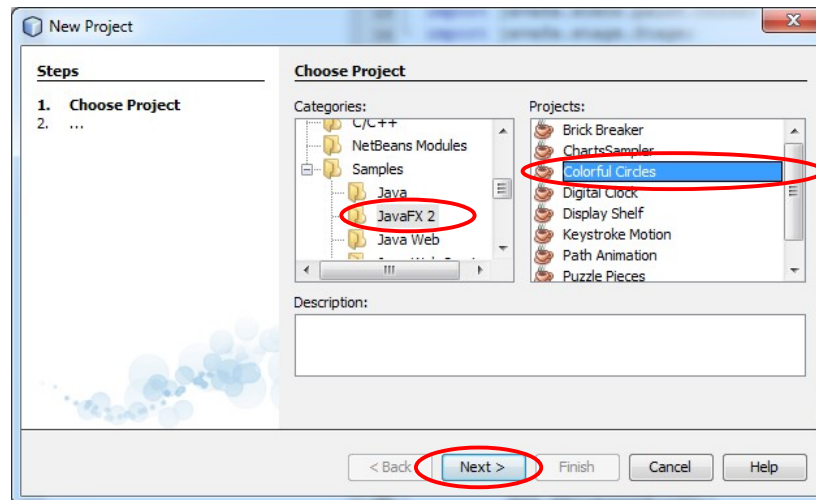 New Project
Steps
1. Choose Project
2. ...
Choose Project
Categories:
C/C++
NetBeans Modules
Samples
Java
JavaFX 2
Java Web
Projects:
Brick Breaker
ChartsSampler
Colorful Circles
Digital Clock
Display Shelf
Keystroke Motion
Path Animation
Puzzle Pieces
Description:
< Back
Next >
Finish
Cancel
Help